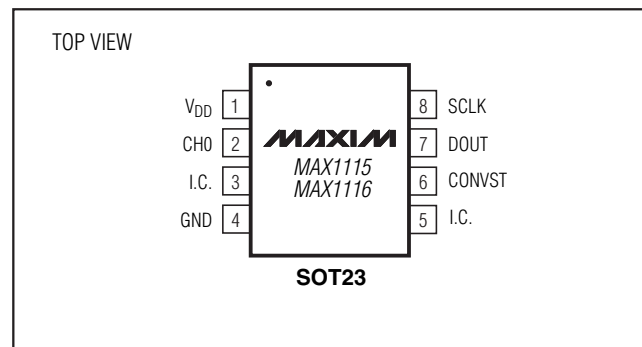 TOP VIEW
VDD 1 8 SCLK
CH0 2 MAXIM 7 DOUT
MAX1115
I.C. 3 6 CONVST
MAX1116
GND 4 5 I.C.
SOT23